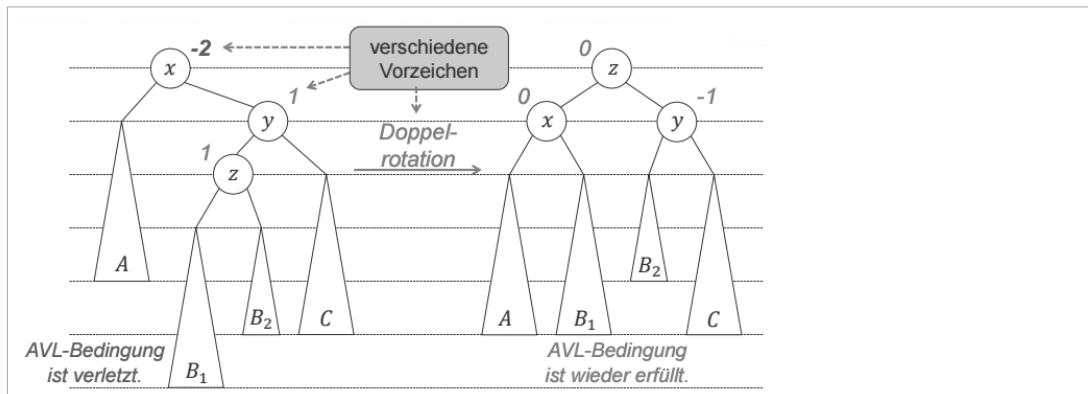 -2
verschiedene
Vorzeichen
0
x
z
1
0
-1
y
Doppel-
rotation
x
y
1
z
A
B₂
B₂
C
A
B₁
C
AVL-Bedingung
ist verletzt.
B₁
AVL-Bedingung
ist wieder erfüllt.